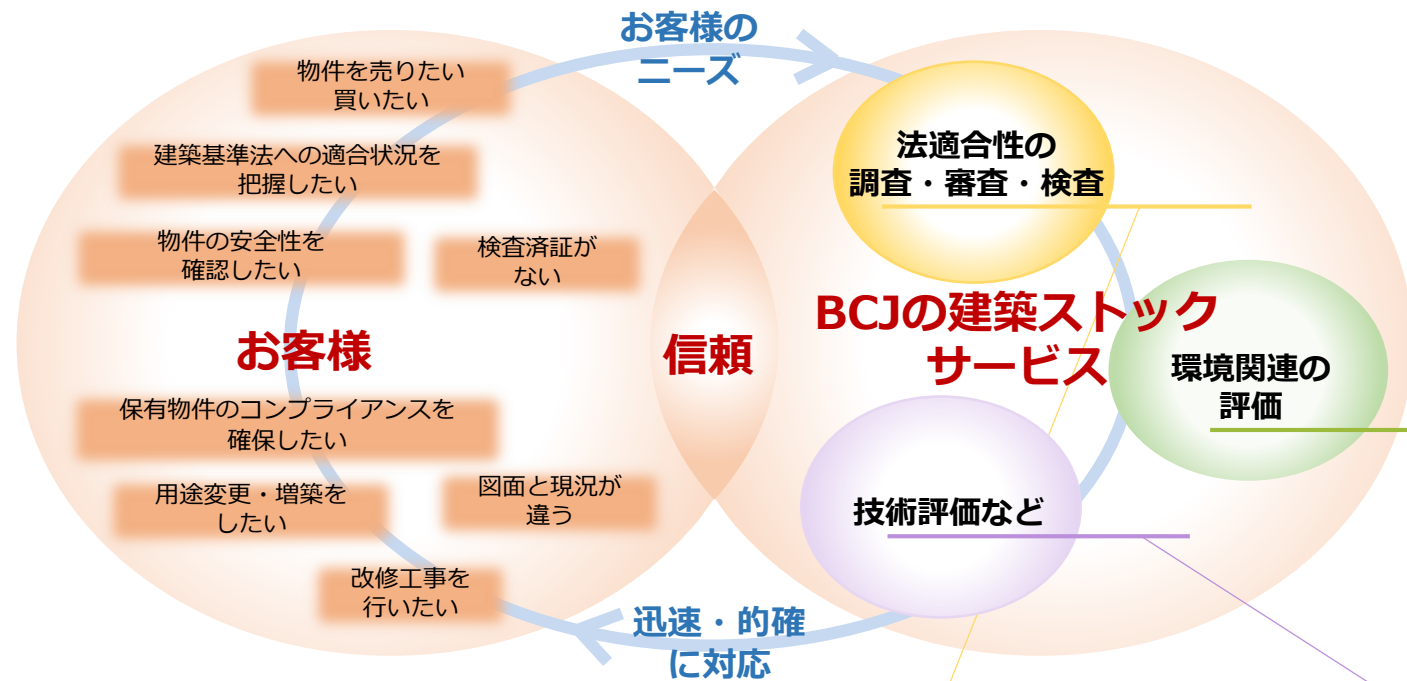 お客様の
ニーズ
物件を売りたい
買いたい
建築基準法への適合状況を
把握したい
物件の安全性を
確認したい
検査済証が
ない
お客様
保有物件のコンプライアンスを
確保したい
用途変更・増築を
したい
図面と現況が
違う
改修工事を
行いたい
信頼
法適合性の
調査・審査・検査
BCJの建築ストック
サービス
環境関連の
評価
技術評価など
迅速・的確
に対応